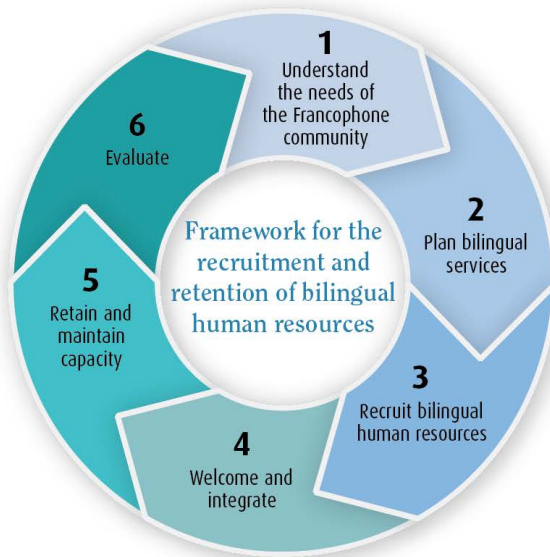 1
Understand
the needs of
the Francophone
community
2
Plan bilingual
services
3
Recruit bilingual
human resources
4
Welcome and
integrate
5
Retain and
maintain
capacity
6
Evaluate
Framework for the
recruitment and
retention of bilingual
human resources